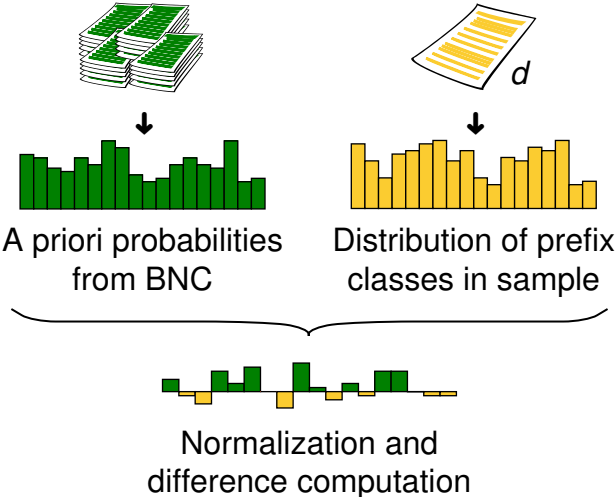 d
A priori probabilities
from BNC
Distribution of prefix
classes in sample
Normalization and
difference computation